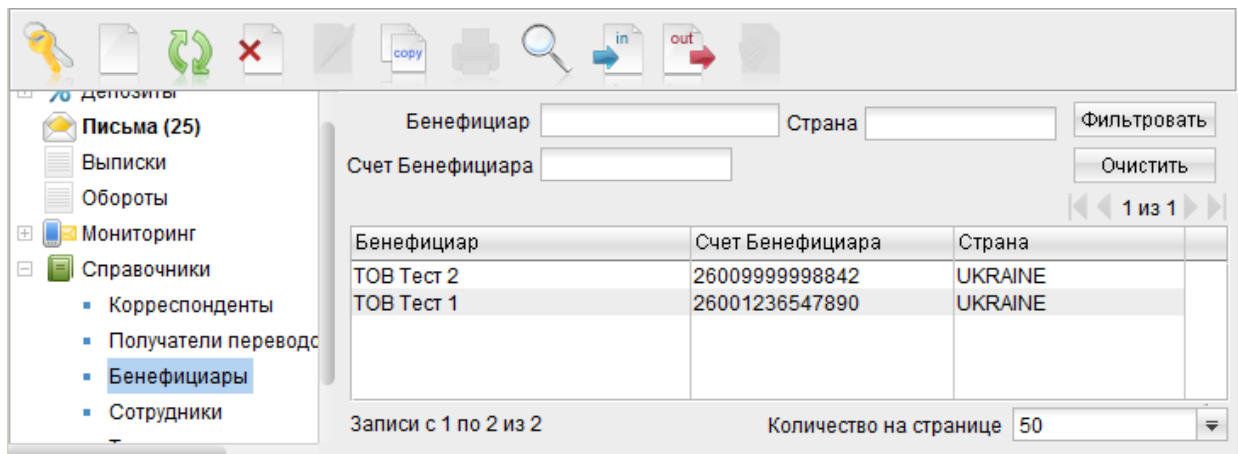 copy
in
out
Депозиты
Письма (25)
Выписки
Обороты
Мониторинг
Справочники
Корреспонденты
Получатели переводо
Бенефициары
Сотрудники
Бенефициар
Страна
Фильтровать
Счет Бенефициара
Очистить
1 из 1
Бенефициар Счет Бенефициара Страна
ТОВ Тест 2 26009999998842 UKRAINE
ТОВ Тест 1 26001236547890 UKRAINE
Записи с 1 по 2 из 2
Количество на странице 50